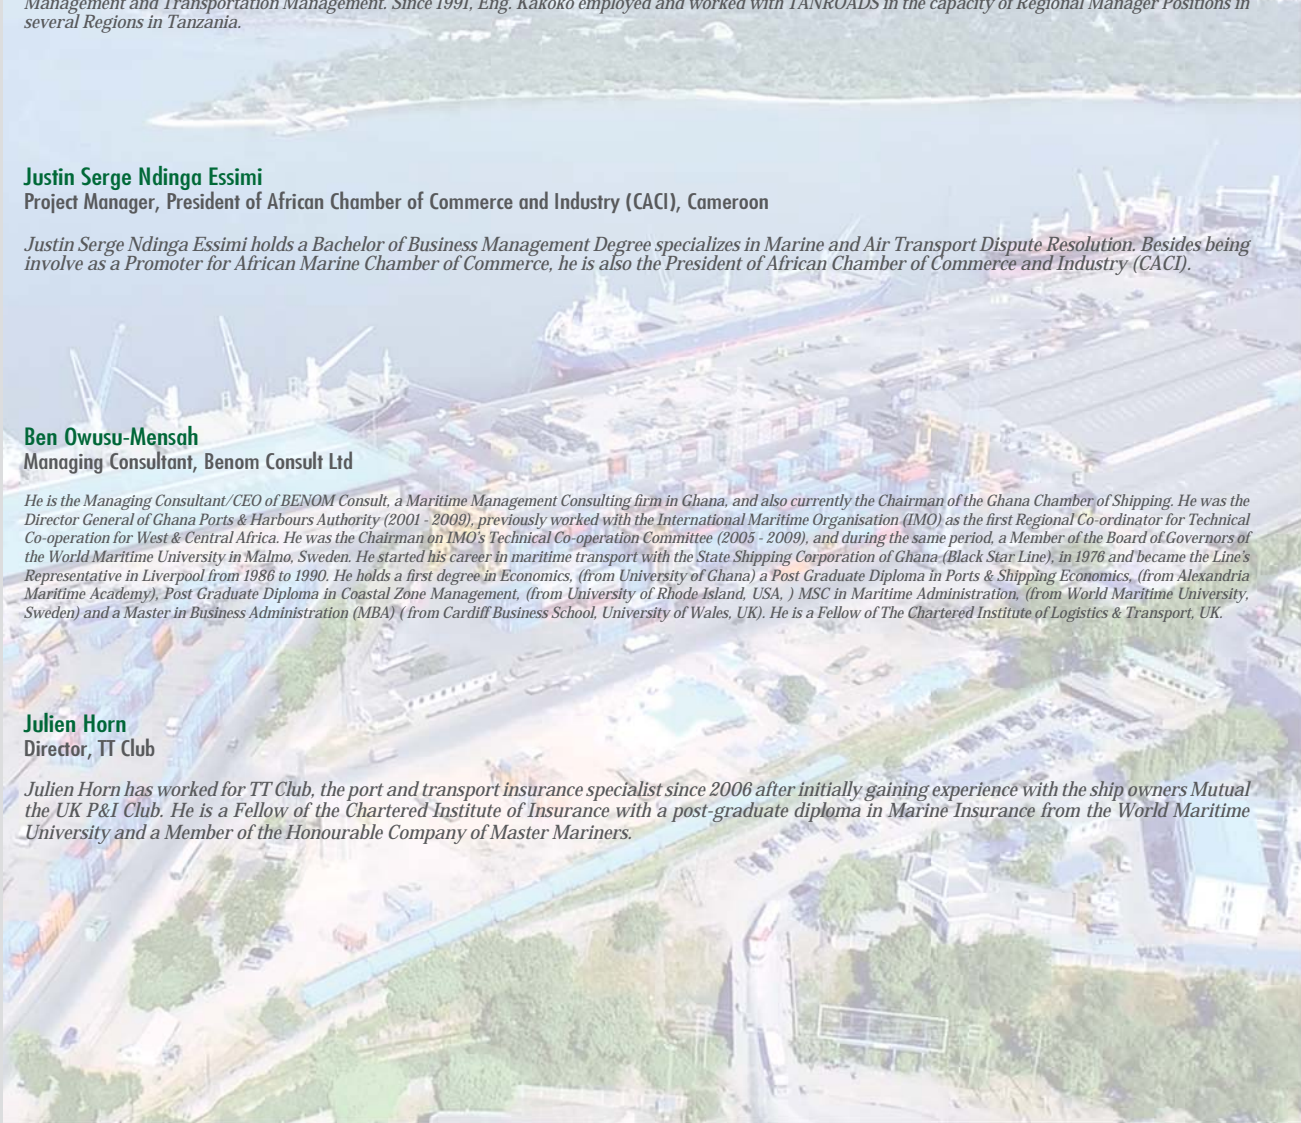 Management and Transportation Management. Since 1991, Eng. Kakoko employed and worked with TANROADS in the capacity of Regional Manager Positions in
several Regions in Tanzania.
Justin Serge Ndinga Essimi
Project Manager, President of African Chamber of Commerce and Industry (CACI), Cameroon
Justin Serge Ndinga Essimi holds a Bachelor of Business Management Degree specializes in Marine and Air Transport Dispute Resolution. Besides being
involve as a Promoter for African Marine Chamber of Commerce, he is also the President of African Chamber of Commerce and Industry (CACI).
Ben Owusu-Mensah
Managing Consultant, Benom Consult Ltd
He is the Managing Consultant/CEO of BENOM Consult, a Maritime Management Consulting firm in Ghana, and also currently the Chairman of the Ghana Chamber of Shipping. He was the
Director General of Ghana Ports & Harbours Authority (2001 - 2009), previously worked with the International Maritime Organisation (IMO) as the first Regional Co-ordinator for Technical
Co-operation for West & Central Africa. He was the Chairman on IMO's Technical Co-operation Committee (2005 - 2009), and during the same period, a Member of the Board of Governors of
the World Maritime University in Malmo, Sweden. He started his career in maritime transport with the State Shipping Corporation of Ghana (Black Star Line), in 1976 and became the Line's
Representative in Liverpool from 1986 to 1990. He holds a first degree in Economics, (from University of Ghana) a Post Graduate Diploma in Ports & Shipping Economics, (from Alexandria
Maritime Academy), Post Graduate Diploma in Coastal Zone Management, (from University of Rhode Island, USA, ) MSC in Maritime Administration, (from World Maritime University,
Sweden) and a Master in Business Administration (MBA) ( from Cardiff Business School, University of Wales, UK). He is a Fellow of The Chartered Institute of Logistics & Transport, UK.
Julien Horn
Director, TT Club
Julien Horn has worked for TT Club, the port and transport insurance specialist since 2006 after initially gaining experience with the ship owners Mutual
the UK P&I Club. He is a Fellow of the Chartered Institute of Insurance with a post-graduate diploma in Marine Insurance from the World Maritime
University and a Member of the Honourable Company of Master Mariners.